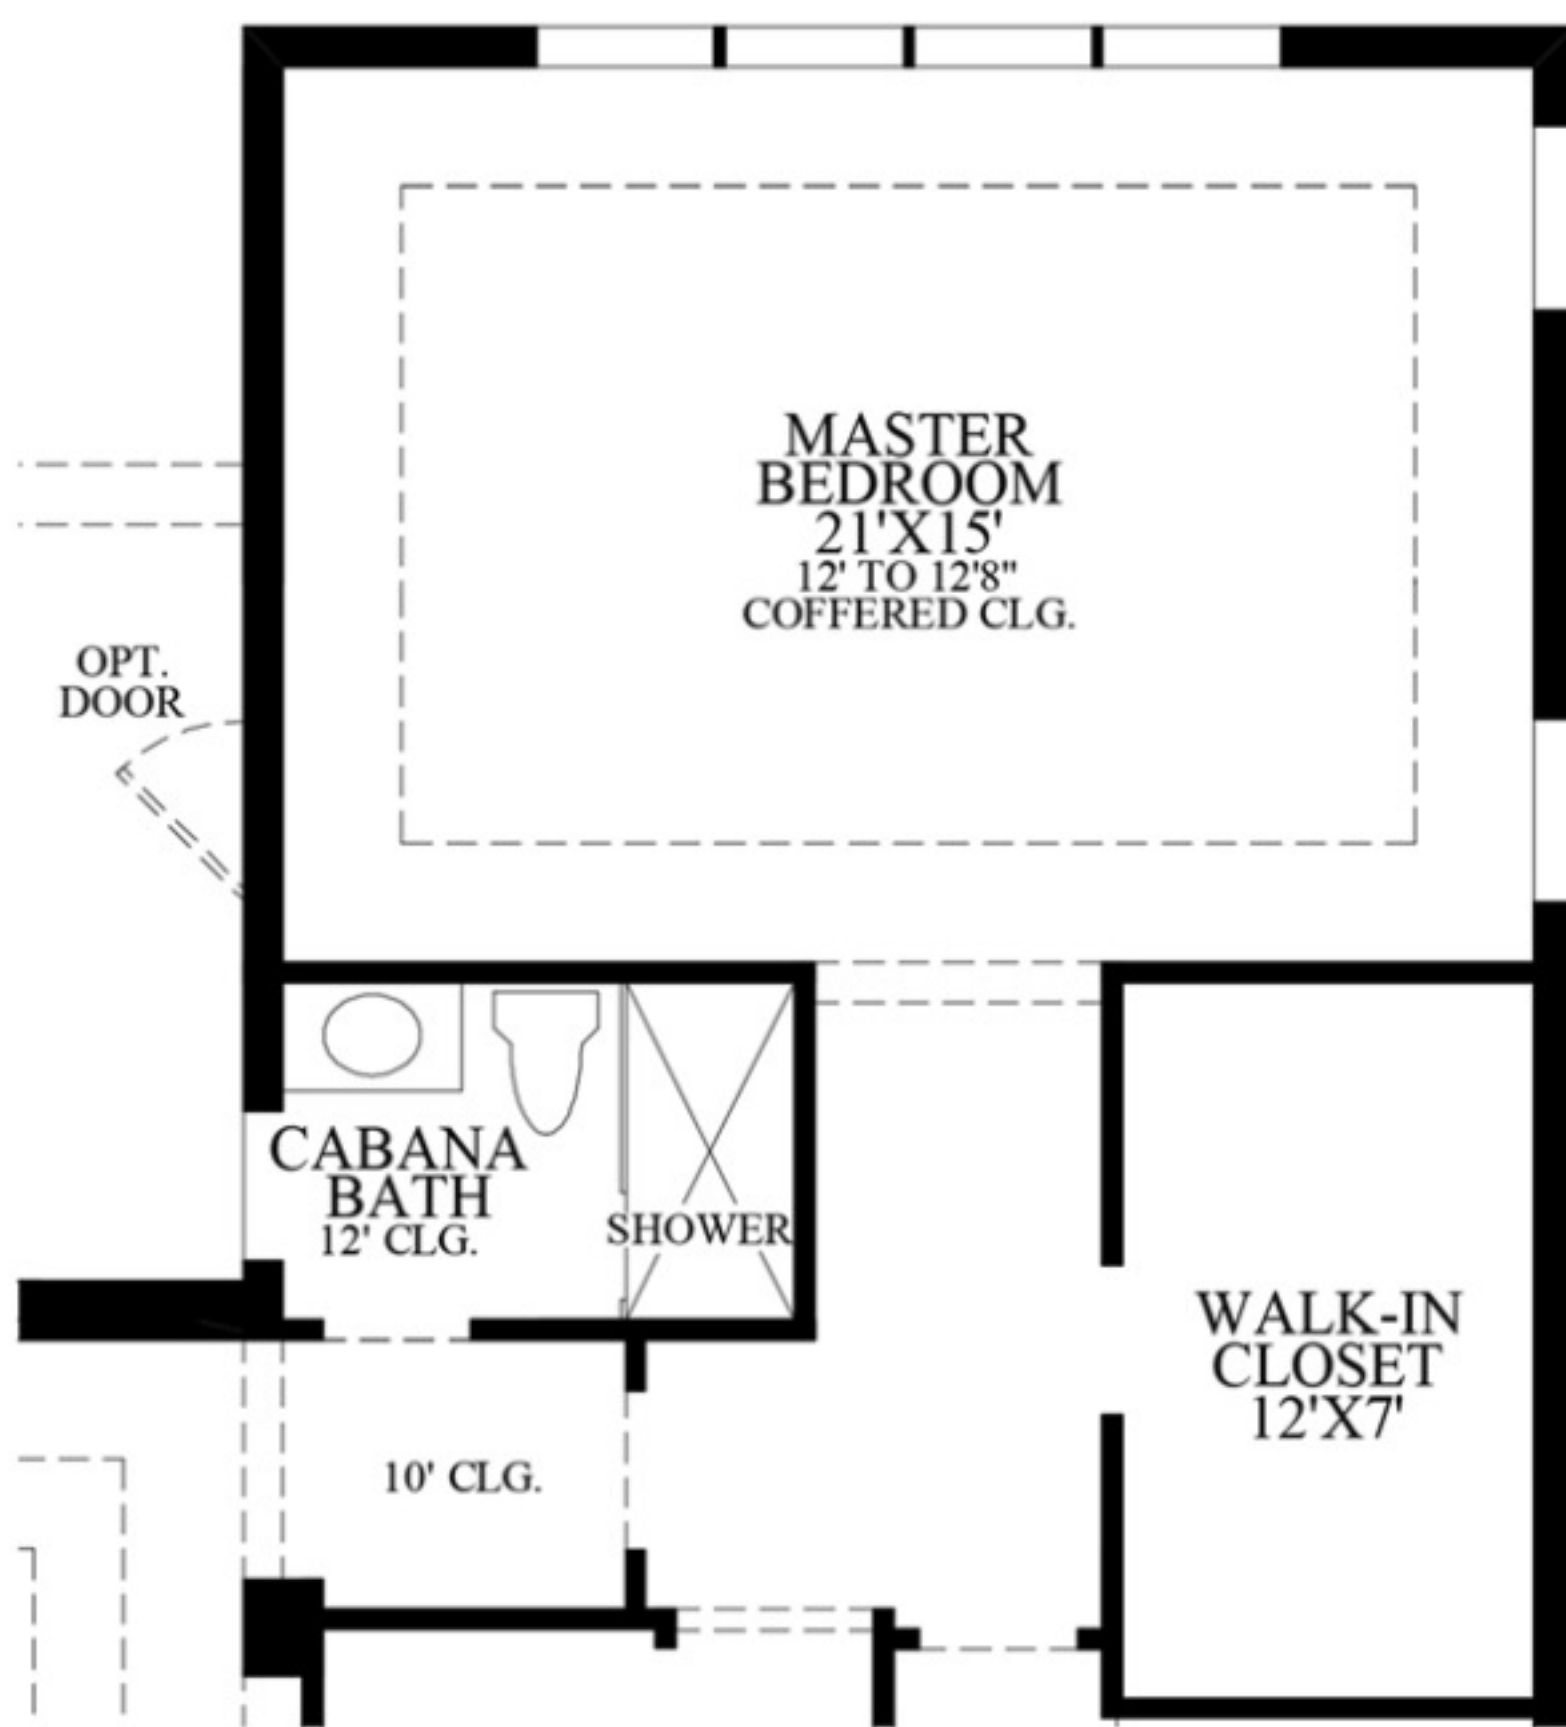 MASTER
BEDROOM
21'X15'
12' TO 12'8"
COFFERED CLG.
OPT.
DOOR
CABANA
BATH
12' CLG.
SHOWER
WALK-IN
CLOSET
12'X7'
10' CLG.